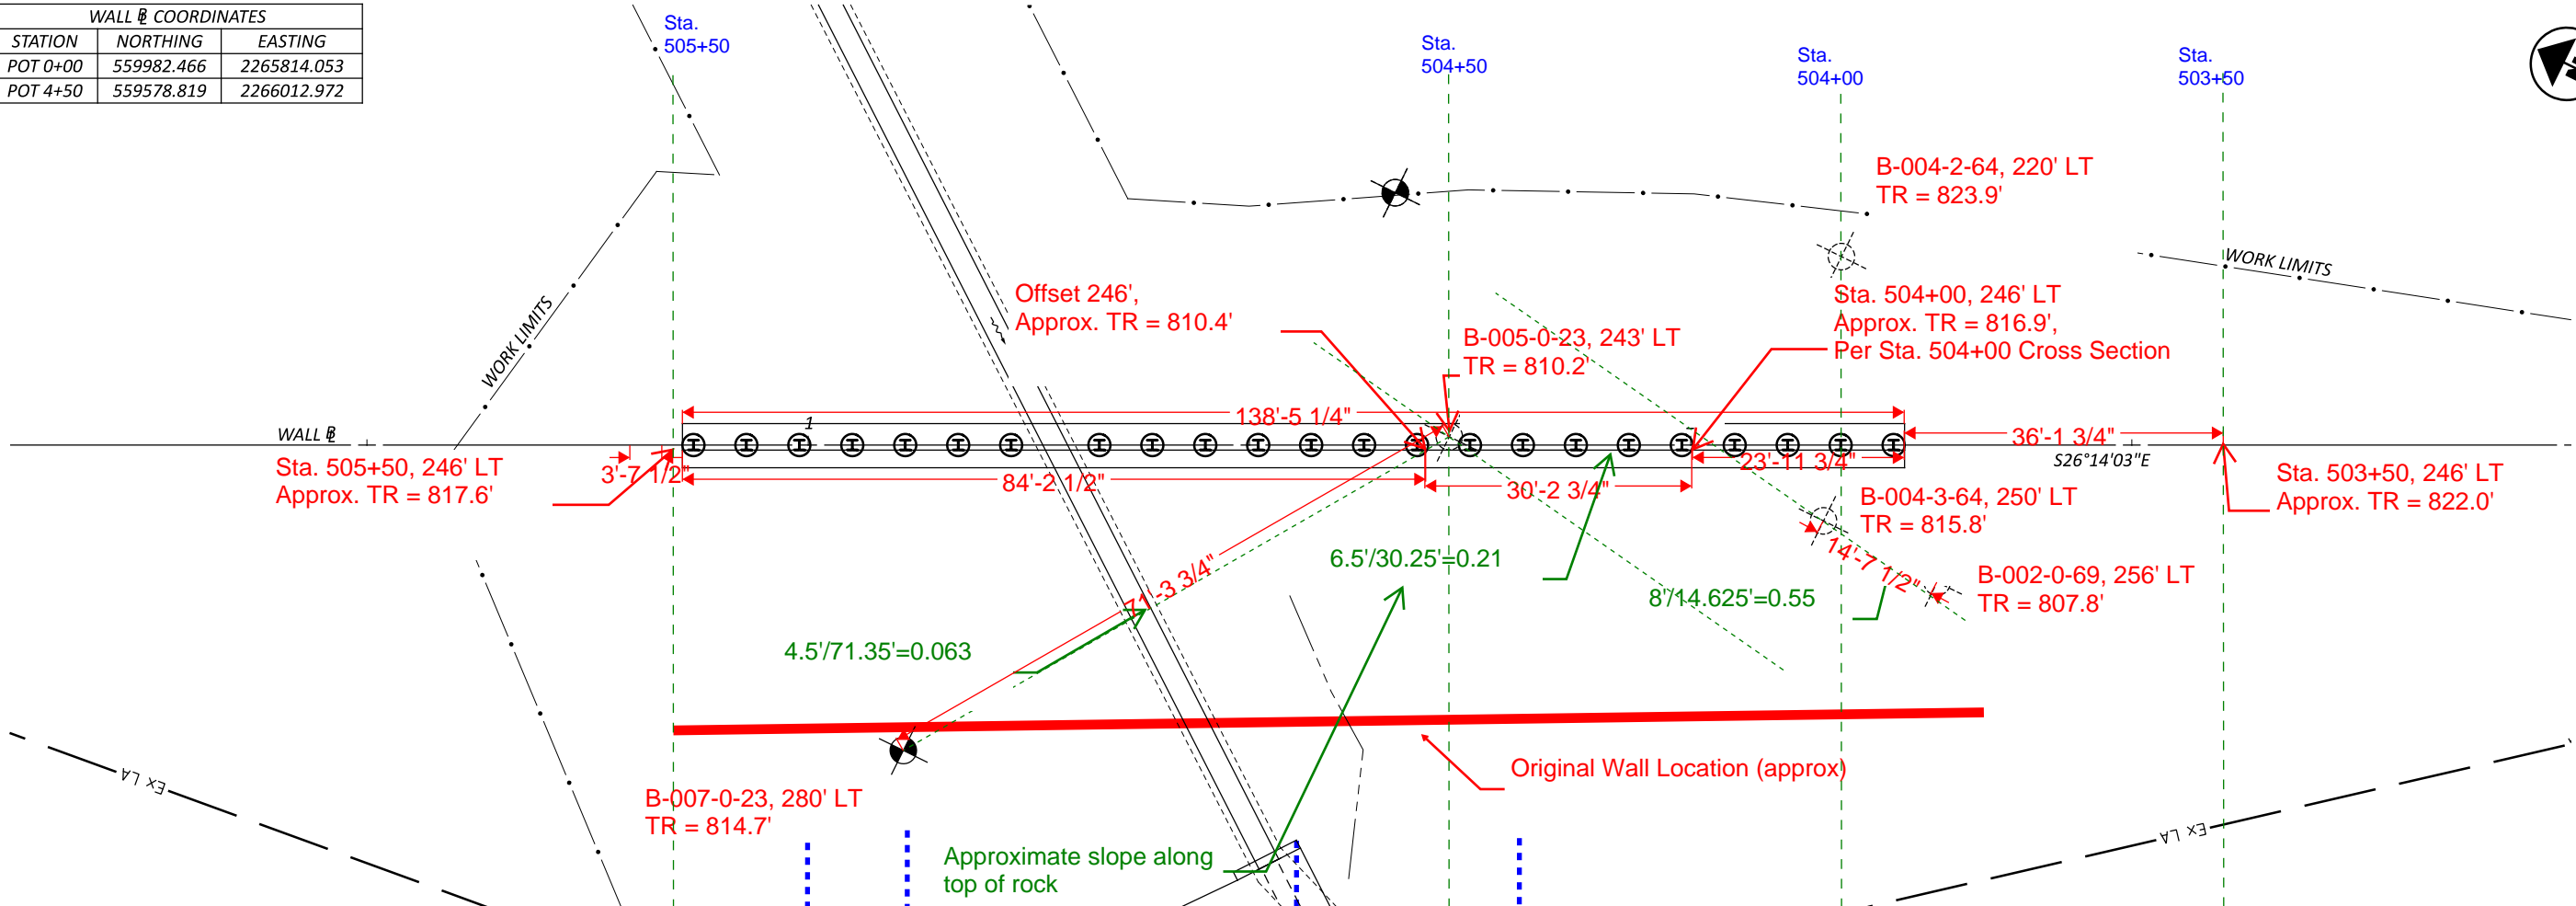 WALL BL COORDINATES
STATION NORTHING EASTING
POT 0+00 559982.466 2265814.053
POT 4+50 559578.819 2266012.972
Sta.
505+50
Sta.
504+50
Sta.
504+00
Sta.
503+50
B-004-2-64, 220' LT
TR = 823.9'
WORK LIMITS
WORK LIMITS
Offset 246',
Approx. TR = 810.4'
B-005-0-23, 243' LT
TR = 810.2'
Sta. 504+00, 246' LT
Approx. TR = 816.9',
Per Sta. 504+00 Cross Section
138'-5 1/4"
1
WALL BL
Sta. 505+50, 246' LT
Approx. TR = 817.6'
3'-7 1/2"
84'-2 1/2"
30'-2 3/4"
23'-11 3/4"
36'-1 3/4"
S26°14'03"E
Sta. 503+50, 246' LT
Approx. TR = 822.0'
B-004-3-64, 250' LT
TR = 815.8'
14'-7 1/2"
B-002-0-69, 256' LT
TR = 807.8'
6.5'/30.25'=0.21
8'/14.625'=0.55
71'-3 3/4"
4.5'/71.35'=0.063
Original Wall Location (approx)
Ex LA
Ex LA
B-007-0-23, 280' LT
TR = 814.7'
Approximate slope along
top of rock